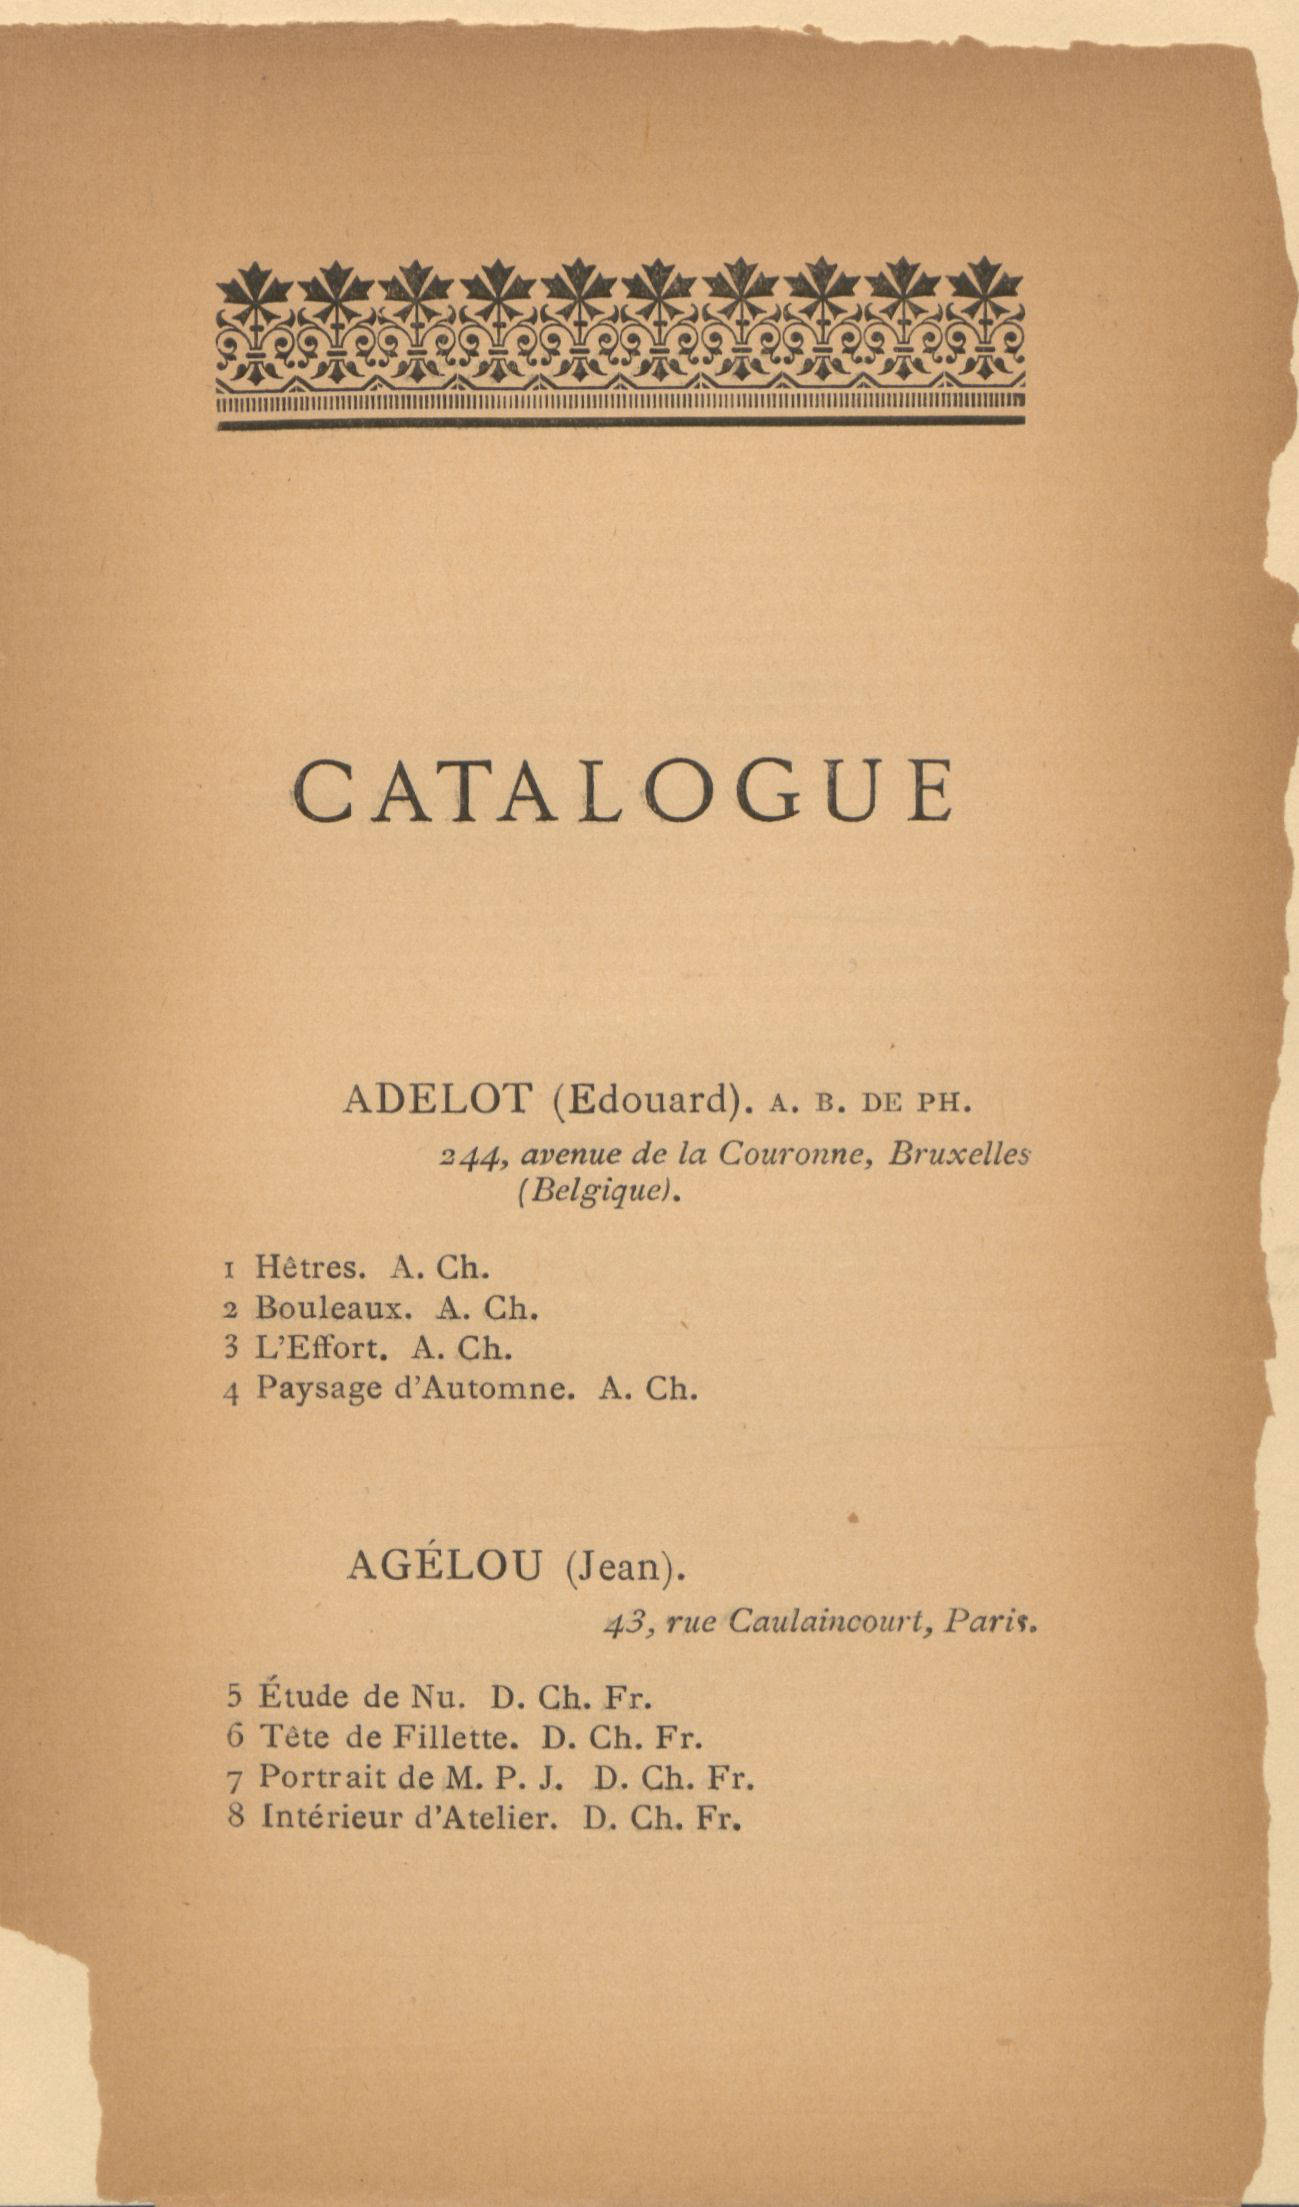 CATALOGUE
ADELOT (Edouard). A. B. DE PH.
244, avenue de la Couronne, Bruxelles
(Belgique).
1 Hêtres. A. Ch.
2 Bouleaux. A. Ch.
3 L'Effort. A. Ch.
4 Paysage d'Automne. A. Ch.
AGÉLOU (Jean).
43, rue Caulaincourt, Paris.
5 Étude de Nu. D. Ch. Fr.
6 Tête de Fillette. D. Ch. Fr.
7 Portrait de M. P. J. D. Ch. Fr.
8 Intérieur d'Atelier. D. Ch. Fr.